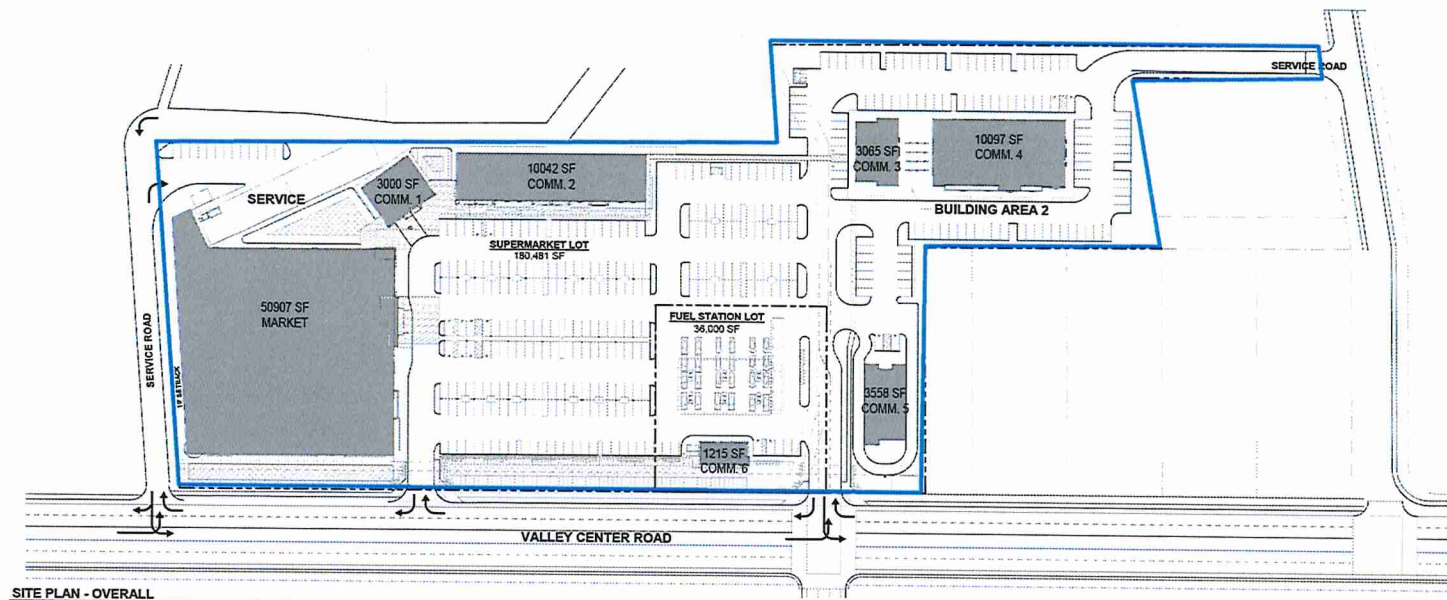 SERVICE ROAD
3065 SF
COMM. 3
10097 SF
COMM. 4
10042 SF
COMM. 2
3000 SF
COMM. 1
SERVICE
BUILDING AREA 2
SUPERMARKET LOT
180,481 SF
50907 SF
MARKET
FUEL STATION LOT
36,000 SF
SERVICE ROAD
3558 SF
COMM. 5
1215 SF
COMM. 6
VALLEY CENTER ROAD
SITE PLAN - OVERALL